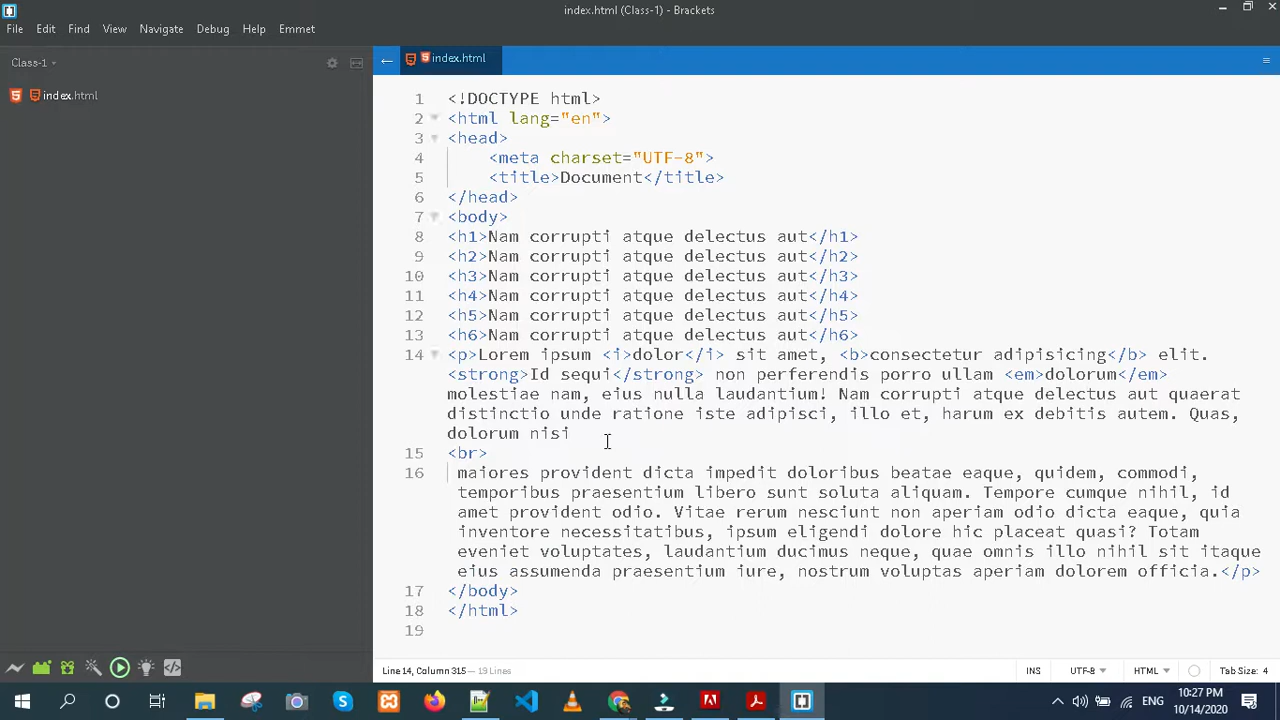 index.html (Class-1) - Brackets
File Edit Find View Navigate Debug Help Emmet
Class-1
index.html
index.html
1 <!DOCTYPE html>
2 <html lang="en">
3 <head>
4 <meta charset="UTF-8">
5 <title>Document</title>
6 </head>
7 <body>
8 <h1>Nam corrupti atque delectus aut</h1>
9 <h2>Nam corrupti atque delectus aut</h2>
10 <h3>Nam corrupti atque delectus aut</h3>
11 <h4>Nam corrupti atque delectus aut</h4>
12 <h5>Nam corrupti atque delectus aut</h5>
13 <h6>Nam corrupti atque delectus aut</h6>
14 <p>Lorem ipsum <i>dolor</i> sit amet, <b>consectetur adipisicing</b> elit.
<strong>Id sequi</strong> non perferendis porro ullam <em>dolorum</em>
molestiae nam, eius nulla laudantium! Nam corrupti atque delectus aut quaerat
distinctio unde ratione iste adipisci, illo et, harum ex debitis autem. Quas,
dolorum nisi
15 <br>
16 maiores provident dicta impedit doloribus beatae eaque, quidem, commodi,
temporibus praesentium libero sunt soluta aliquam. Tempore cumque nihil, id
amet provident odio. Vitae rerum nesciunt non aperiam odio dicta eaque, quia
inventore necessitatibus, ipsum eligendi dolore hic placeat quasi? Totam
eveniet voluptates, laudantium ducimus neque, quae omnis illo nihil sit itaque
eius assumenda praesentium iure, nostrum voluptas aperiam dolorem officia.</p>
17 </body>
18 </html>
19
Line 14, Column 315 — 19 Lines
INS UTF-8 HTML Tab Size: 4
ENG
10:27 PM
10/14/2020